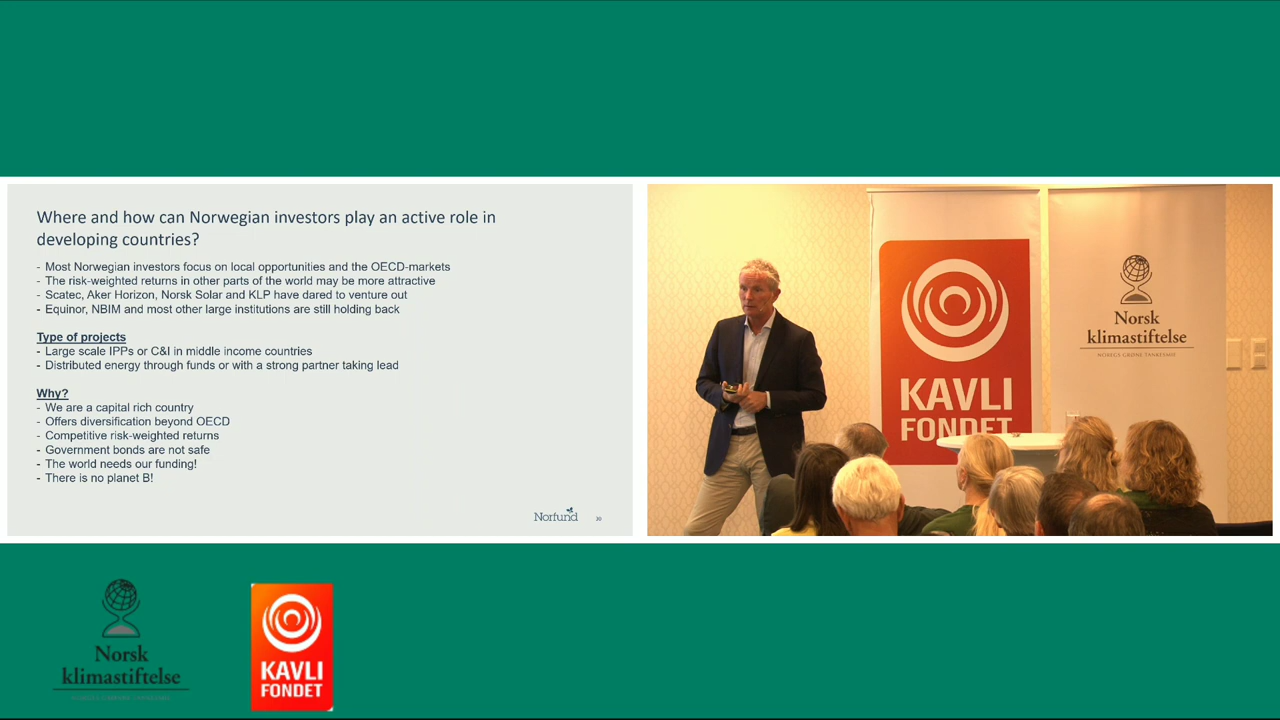 Where and how can Norwegian investors play an active role in
developing countries?
- Most Norwegian investors focus on local opportunities and the OECD-markets
- The risk-weighted returns in other parts of the world may be more attractive
- Scatec, Aker Horizon, Norsk Solar and KLP have dared to venture out
- Equinor, NBIM and most other large institutions are still holding back
Type of projects
- Large scale IPPs or C&I in middle income countries
- Distributed energy through funds or with a strong partner taking lead
Why?
- We are a capital rich country
- Offers diversification beyond OECD
- Competitive risk-weighted returns
- Government bonds are not safe
- The world needs our funding!
- There is no planet B!
Norfund
30
KAVLI
FONDET
Norsk
klimastiftelse
NORGES GRØNNE TANKESMIE
Norsk
klimastiftelse
KAVLI
FONDET